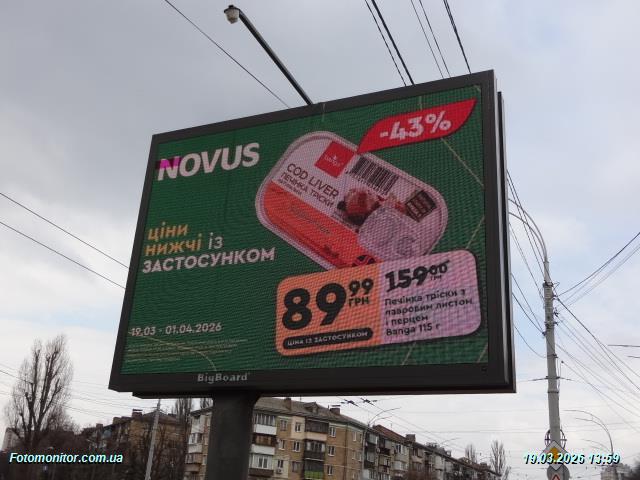 NOVUS
ціни
нижчі із
ЗАСТОСУНКОМ
19.03 - 01.04.2026
-43%
banga
COD LIVER
ПЕЧІНКА ТРІСКИ
89 99
ГРН
ЦІНА ІЗ ЗАСТОСУНКОМ
159 00
Печінка тріски з
лавровим листом
і перцем
Banga 115 г
BigBoard
Fotomonitor.com.ua
19.03.2026 13:59